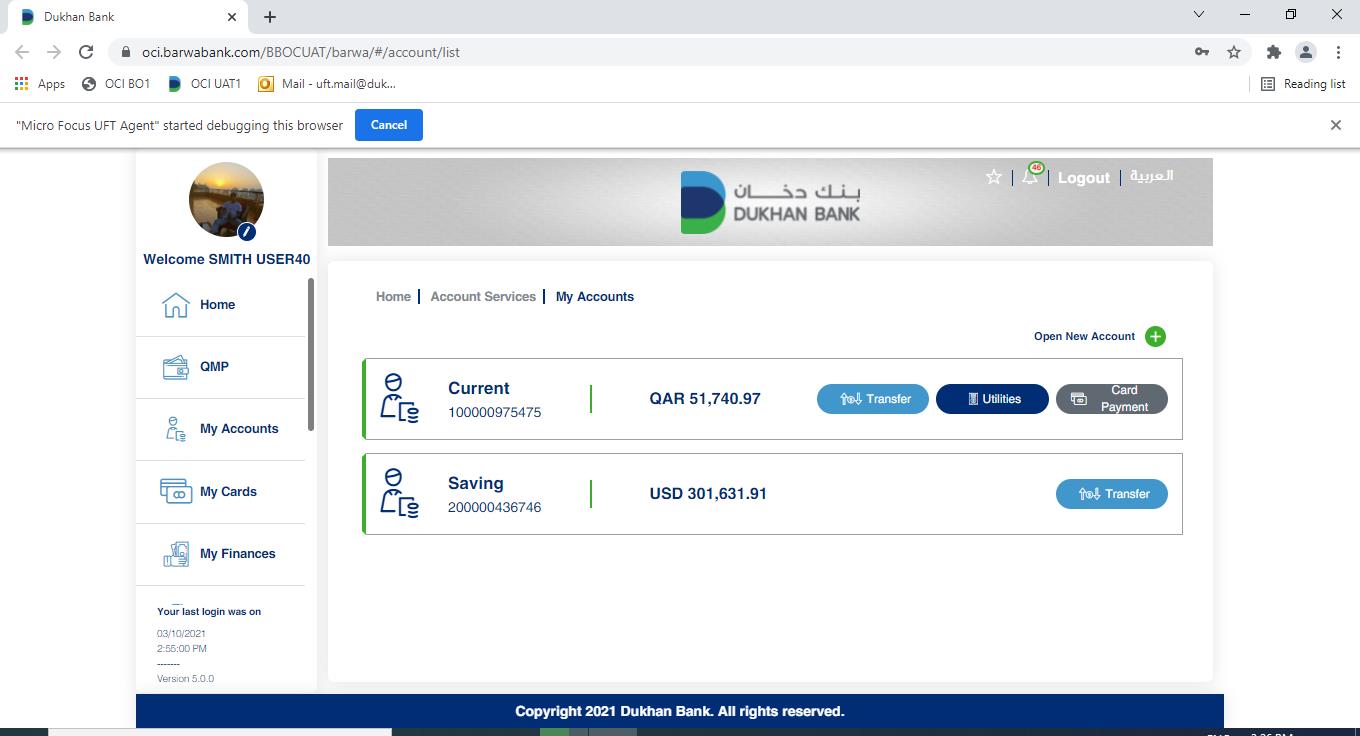 Dukhan Bank
oci.barwabank.com/BBOCUAT/barwa/#/account/list
Apps
OCI BO1
OCI UAT1
Mail - uft.mail@duk...
Reading list
"Micro Focus UFT Agent" started debugging this browser
Cancel
بنك دخان
DUKHAN BANK
46
Logout
العربية
Welcome SMITH USER40
Home
QMP
My Accounts
My Cards
My Finances
Your last login was on
03/10/2021
2:55:00 PM
-------
Version 5.0.0
Home
Account Services
My Accounts
Open New Account
Current
100000975475
QAR 51,740.97
Transfer
Utilities
Card
Payment
Saving
200000436746
USD 301,631.91
Transfer
Copyright 2021 Dukhan Bank. All rights reserved.